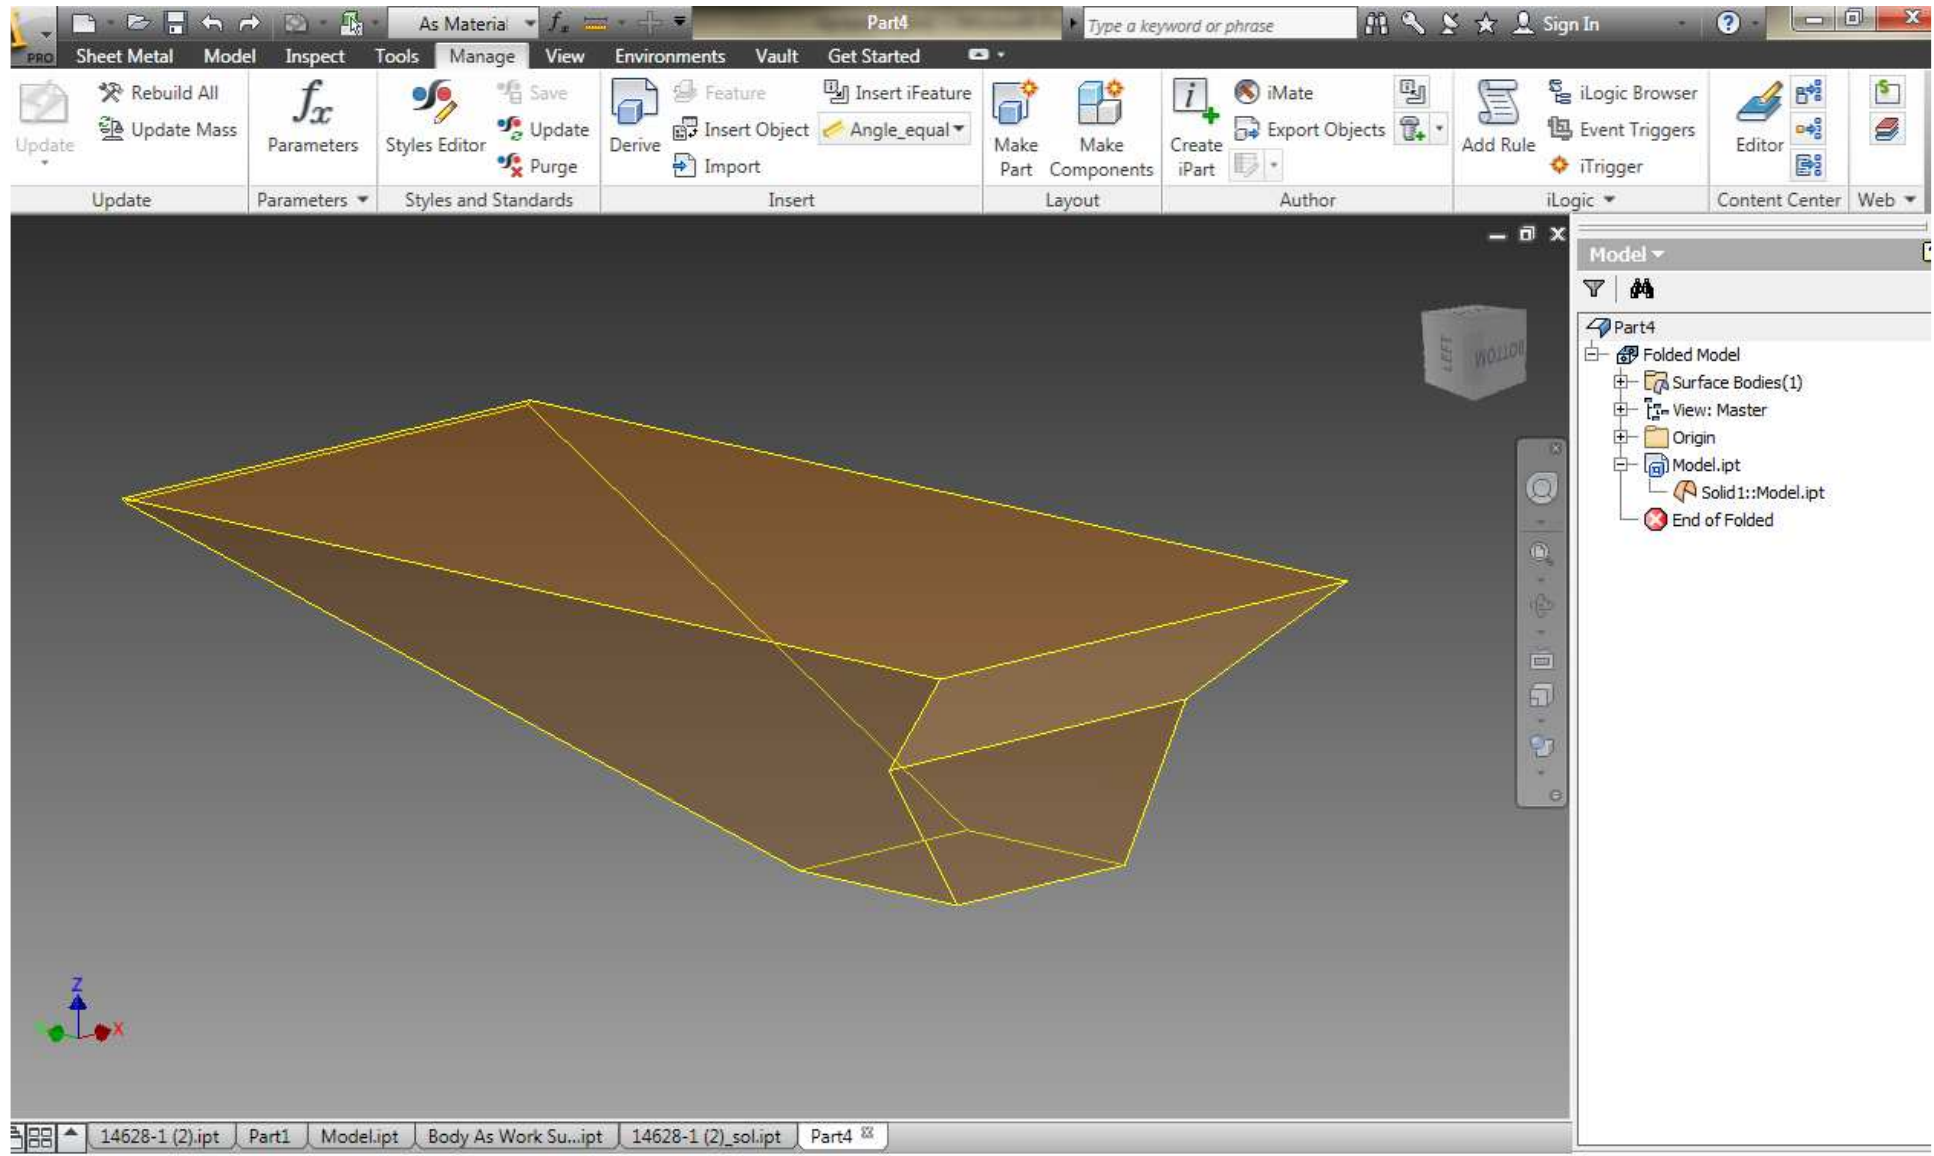 As Material
Part4
Type a keyword or phrase
Sign In
PRO
Sheet Metal Model Inspect Tools Manage View Environments Vault Get Started
Rebuild All
Save
Feature
Insert iFeature
iMate
iLogic Browser
Update Mass
Update
Insert Object
Angle_equal
Export Objects
Event Triggers
Update
Parameters
Styles Editor
Derive
Make Part
Make Components
Create iPart
Add Rule
Editor
Purge
Import
iTrigger
Update Parameters Styles and Standards Insert Layout Author iLogic Content Center Web
Model
LEFT
BOTTOM
Part4
Folded Model
Surface Bodies(1)
View: Master
Origin
Model.ipt
Solid1::Model.ipt
End of Folded
Z
X
14628-1 (2).ipt Part1 Model.ipt Body As Work Su...ipt 14628-1 (2)_sol.ipt Part4